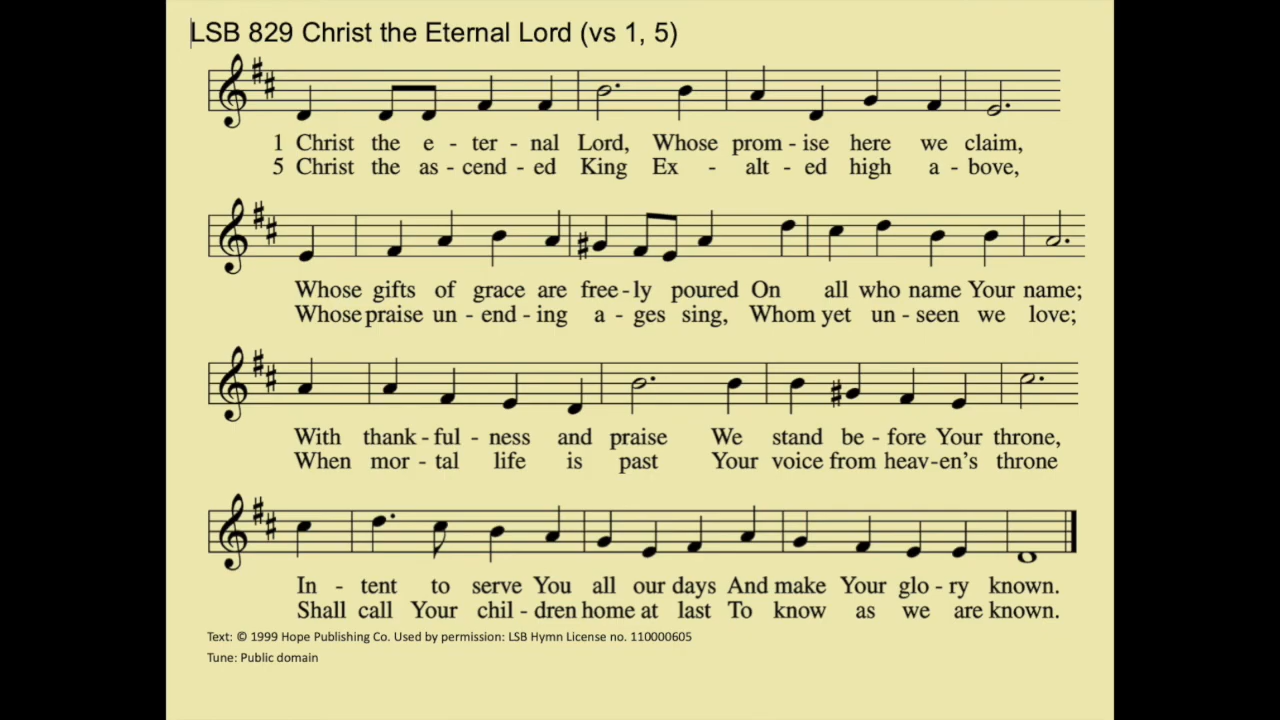 LSB 829 Christ the Eternal Lord (vs 1, 5)
1 Christ the e - ter - nal Lord, Whose prom - ise here we claim,
5 Christ the as - cend - ed King Ex - alt - ed high a - bove,
Whose gifts of grace are free - ly poured On all who name Your name;
Whose praise un - end - ing a - ges sing, Whom yet un - seen we love;
With thank - ful - ness and praise We stand be - fore Your throne,
When mor - tal life is past Your voice from heav - en's throne
In - tent to serve You all our days And make Your glo - ry known.
Shall call Your chil - dren home at last To know as we are known.
Text: © 1999 Hope Publishing Co. Used by permission: LSB Hymn License no. 110000605
Tune: Public domain